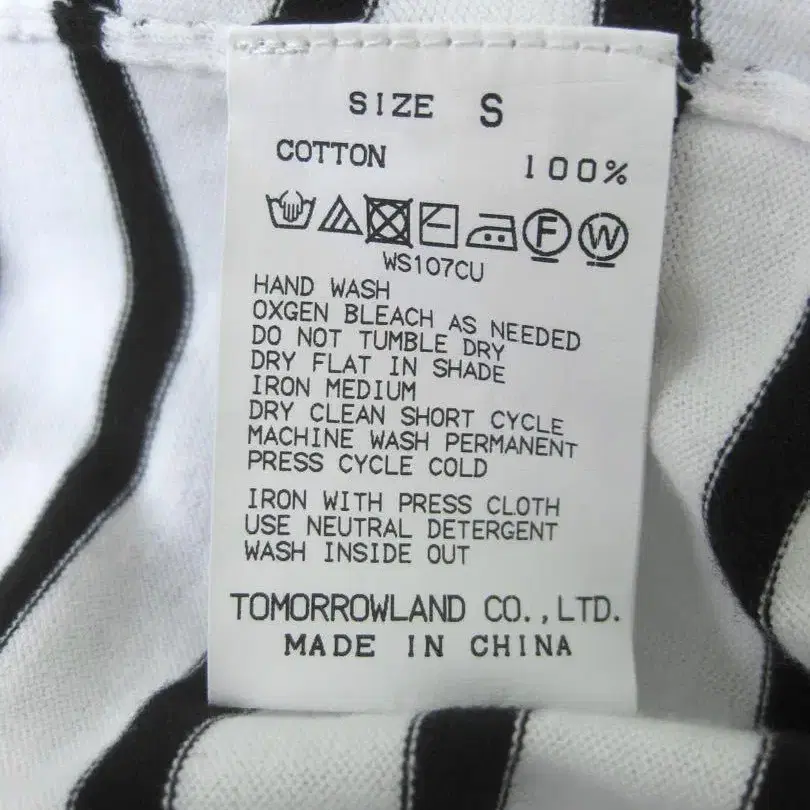 SIZE S
COTTON 100%
F W
WS107CU
HAND WASH
OXGEN BLEACH AS NEEDED
DO NOT TUMBLE DRY
DRY FLAT IN SHADE
IRON MEDIUM
DRY CLEAN SHORT CYCLE
MACHINE WASH PERMANENT
PRESS CYCLE COLD
IRON WITH PRESS CLOTH
USE NEUTRAL DETERGENT
WASH INSIDE OUT
TOMORROWLAND CO.,LTD.
MADE IN CHINA